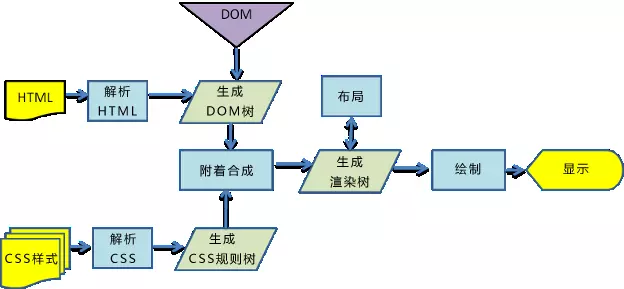 DOM
HTML
解析
HTML
生成
DOM树
布局
附着合成
生成
渲染树
绘制
显示
CSS样式
解析
CSS
生成
CSS规则树